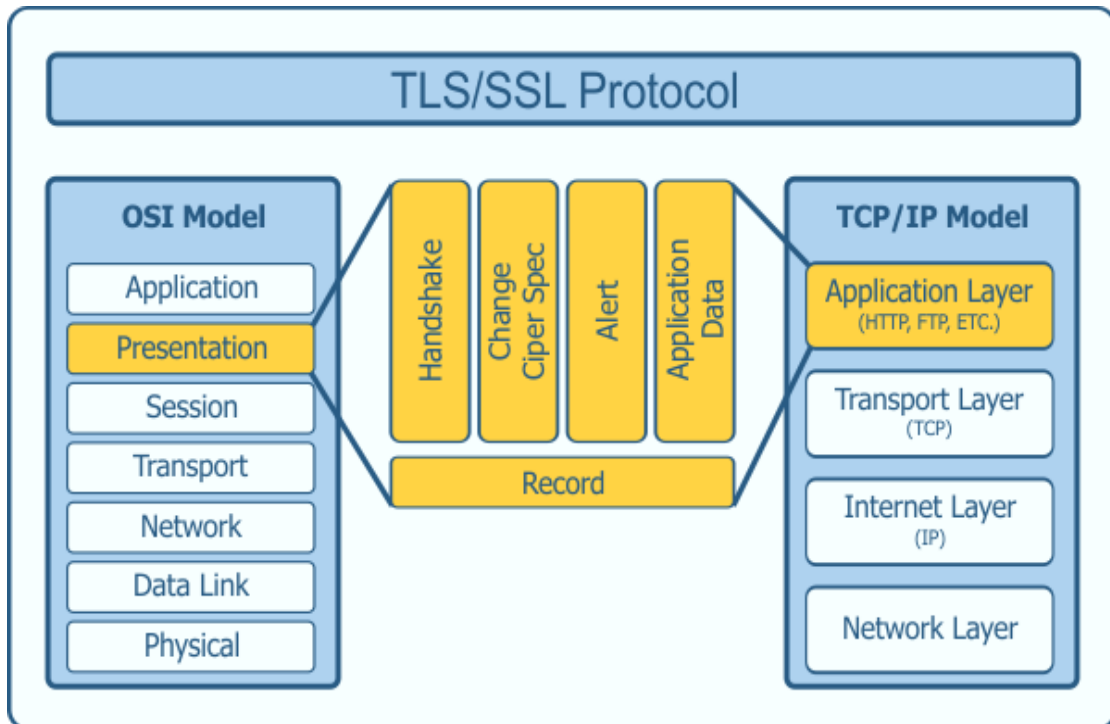 TLS/SSL Protocol
OSI Model
Application
Presentation
Session
Transport
Network
Data Link
Physical
Handshake
Change
Ciper Spec
Alert
Application
Data
Record
TCP/IP Model
Application Layer
(HTTP, FTP, ETC.)
Transport Layer
(TCP)
Internet Layer
(IP)
Network Layer